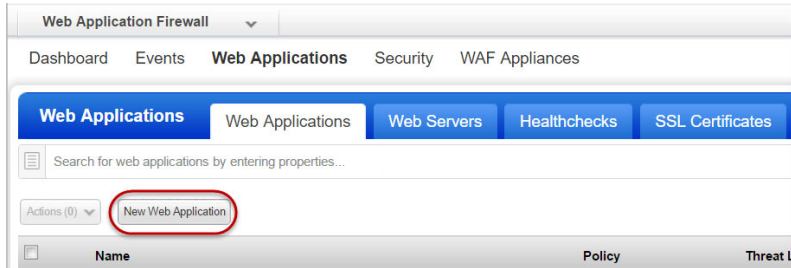 Web Application Firewall
Dashboard Events Web Applications Security WAF Appliances
Web Applications Web Applications Web Servers Healthchecks SSL Certificates
Search for web applications by entering properties...
Actions (0) New Web Application
Name Policy Threat L